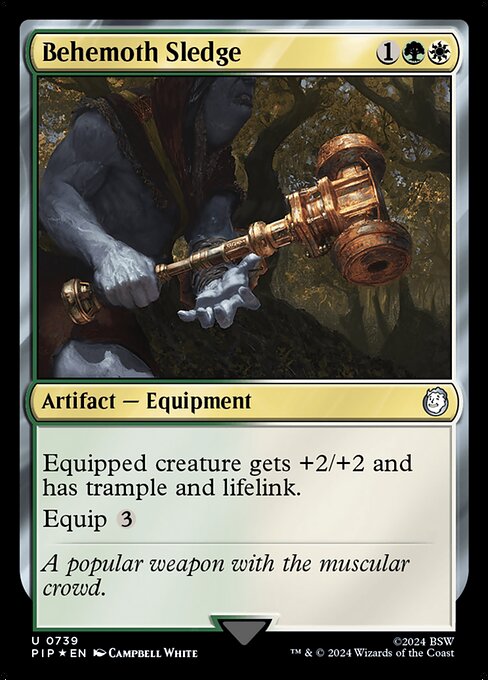 Behemoth Sledge 1
Artifact — Equipment
Equipped creature gets +2/+2 and
has trample and lifelink.
Equip 3
A popular weapon with the muscular
crowd.
U 0739
PIP ★ EN Campbell White
©2024 BSW
™ & © 2024 Wizards of the Coast